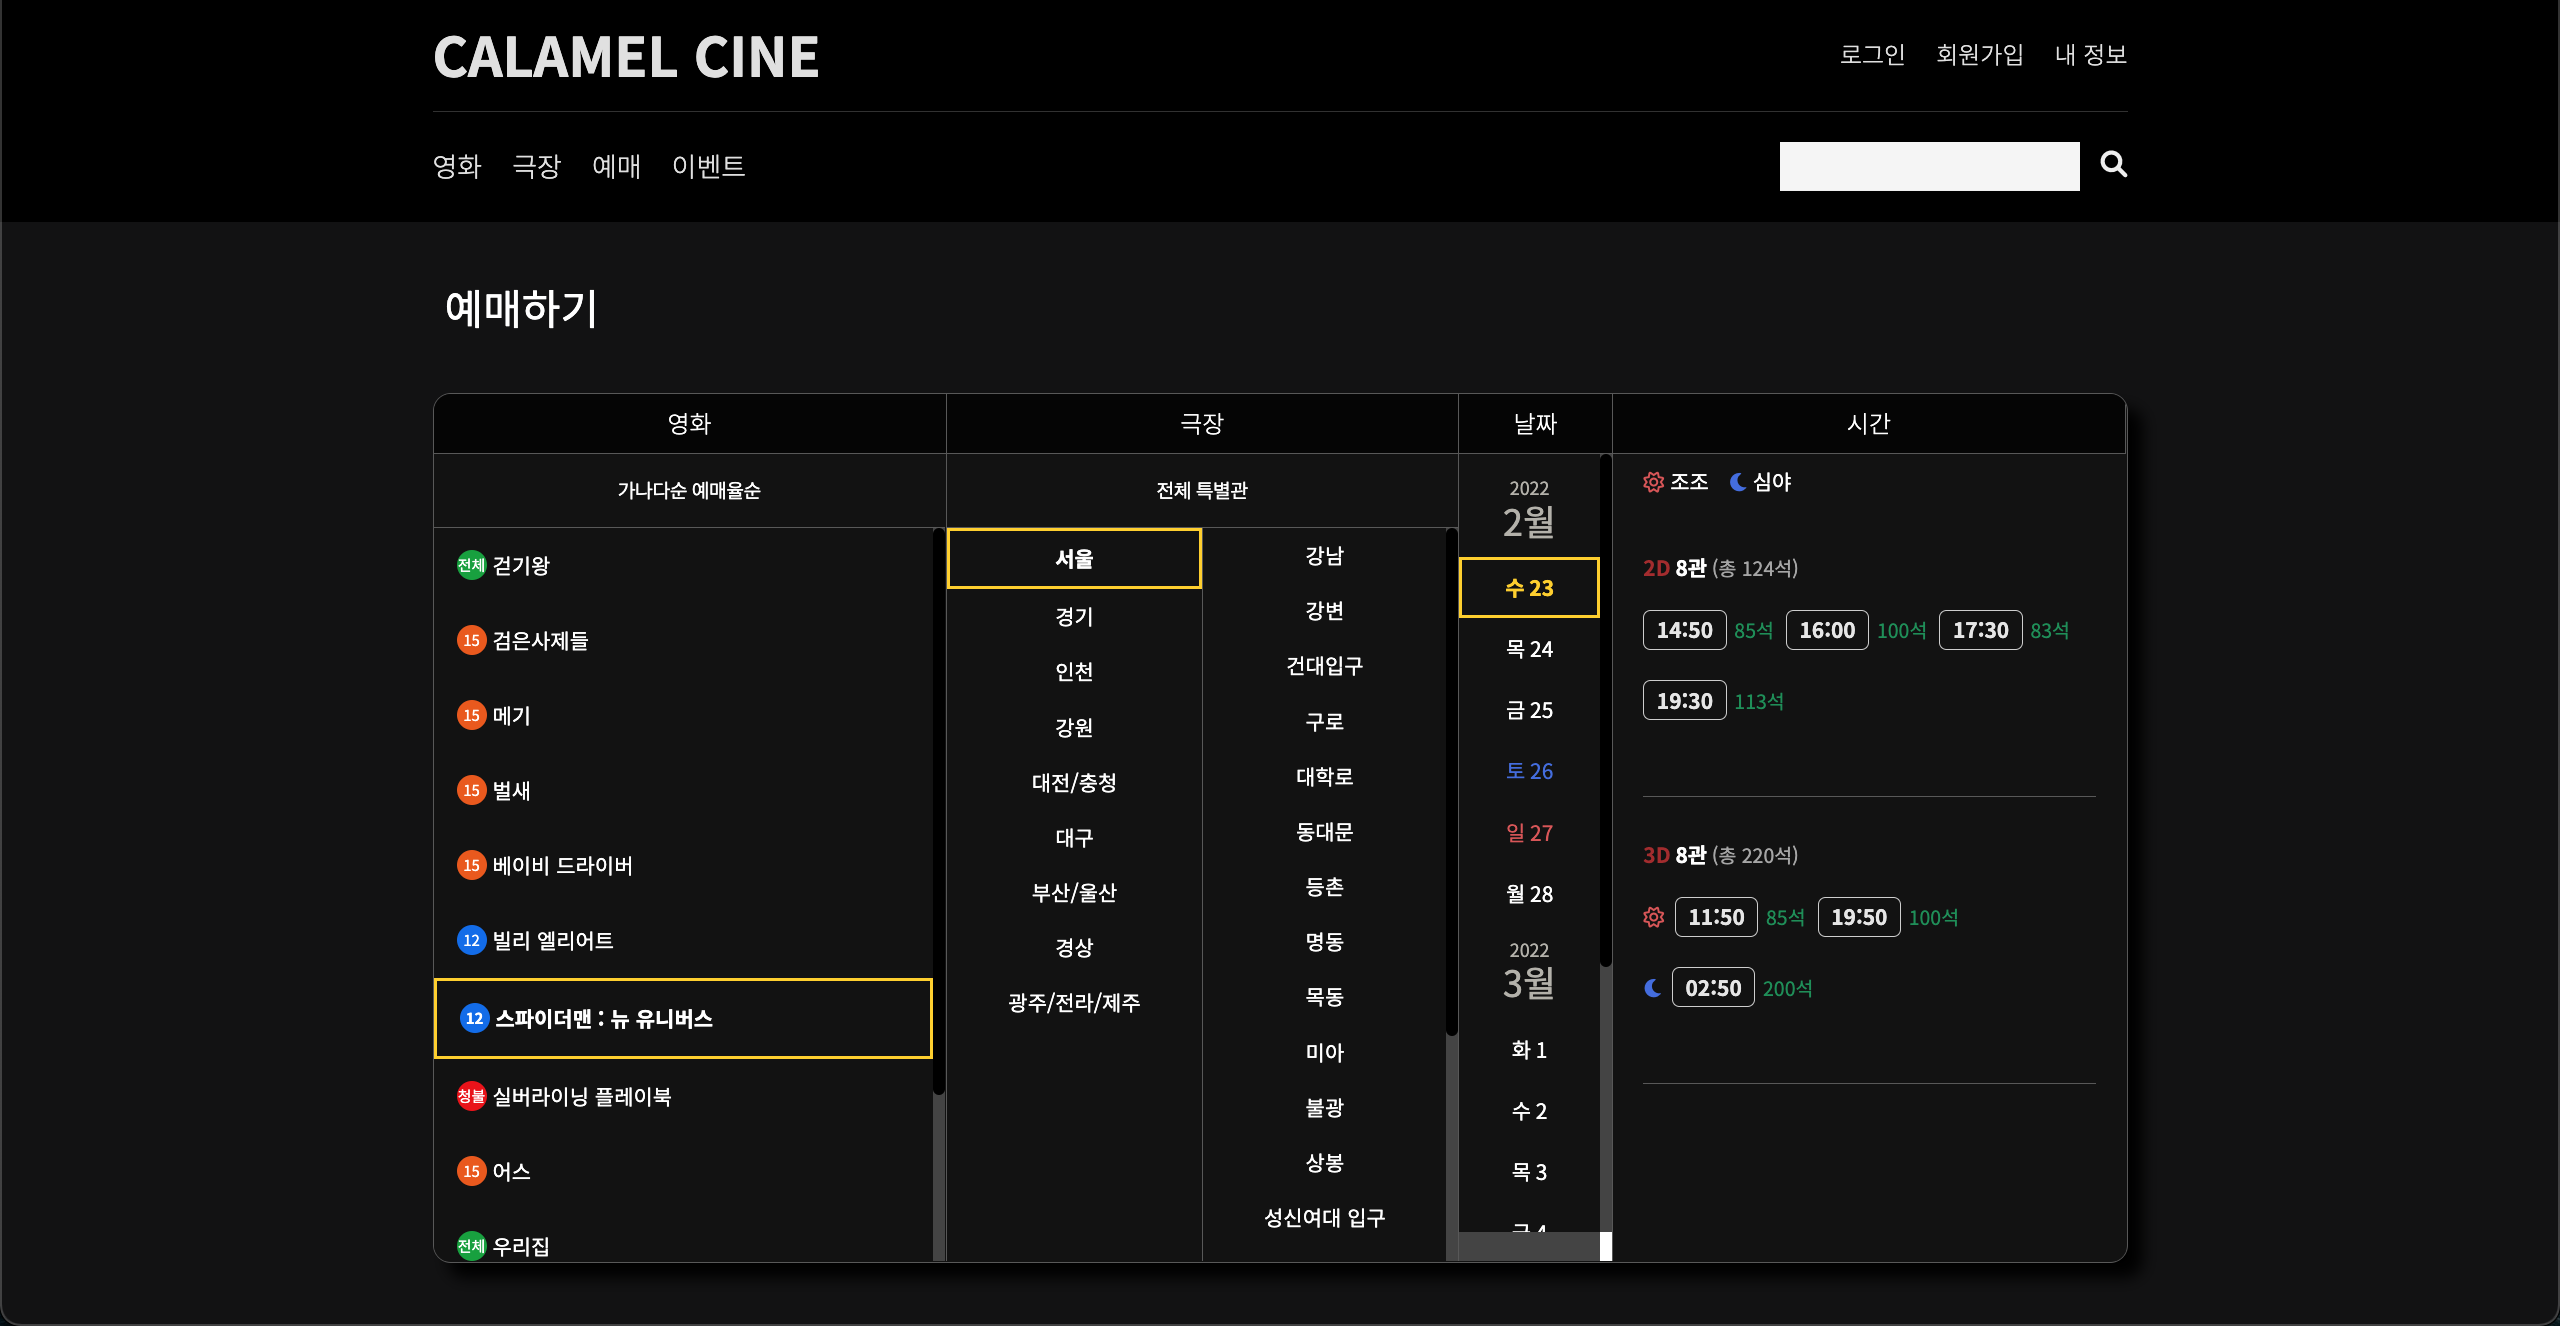 CALAMEL CINE
로그인 회원가입 내 정보
영화 극장 예매 이벤트
예매하기
영화
가나다순 예매율순
전체 걷기왕
15 검은사제들
15 메기
15 벌새
15 베이비 드라이버
12 빌리 엘리어트
12 스파이더맨 : 뉴 유니버스
청불 실버라이닝 플레이북
15 어스
전체 우리집
극장
전체 특별관
서울
경기
인천
강원
대전/충청
대구
부산/울산
경상
광주/전라/제주
강남
강변
건대입구
구로
대학로
동대문
등촌
명동
목동
미아
불광
상봉
성신여대 입구
날짜
2022
2월
수 23
목 24
금 25
토 26
일 27
월 28
2022
3월
화 1
수 2
목 3
시간
조조 심야
2D 8관 (총 124석)
14:50 85석 16:00 100석 17:30 83석
19:30 113석
3D 8관 (총 220석)
11:50 85석 19:50 100석
02:50 200석